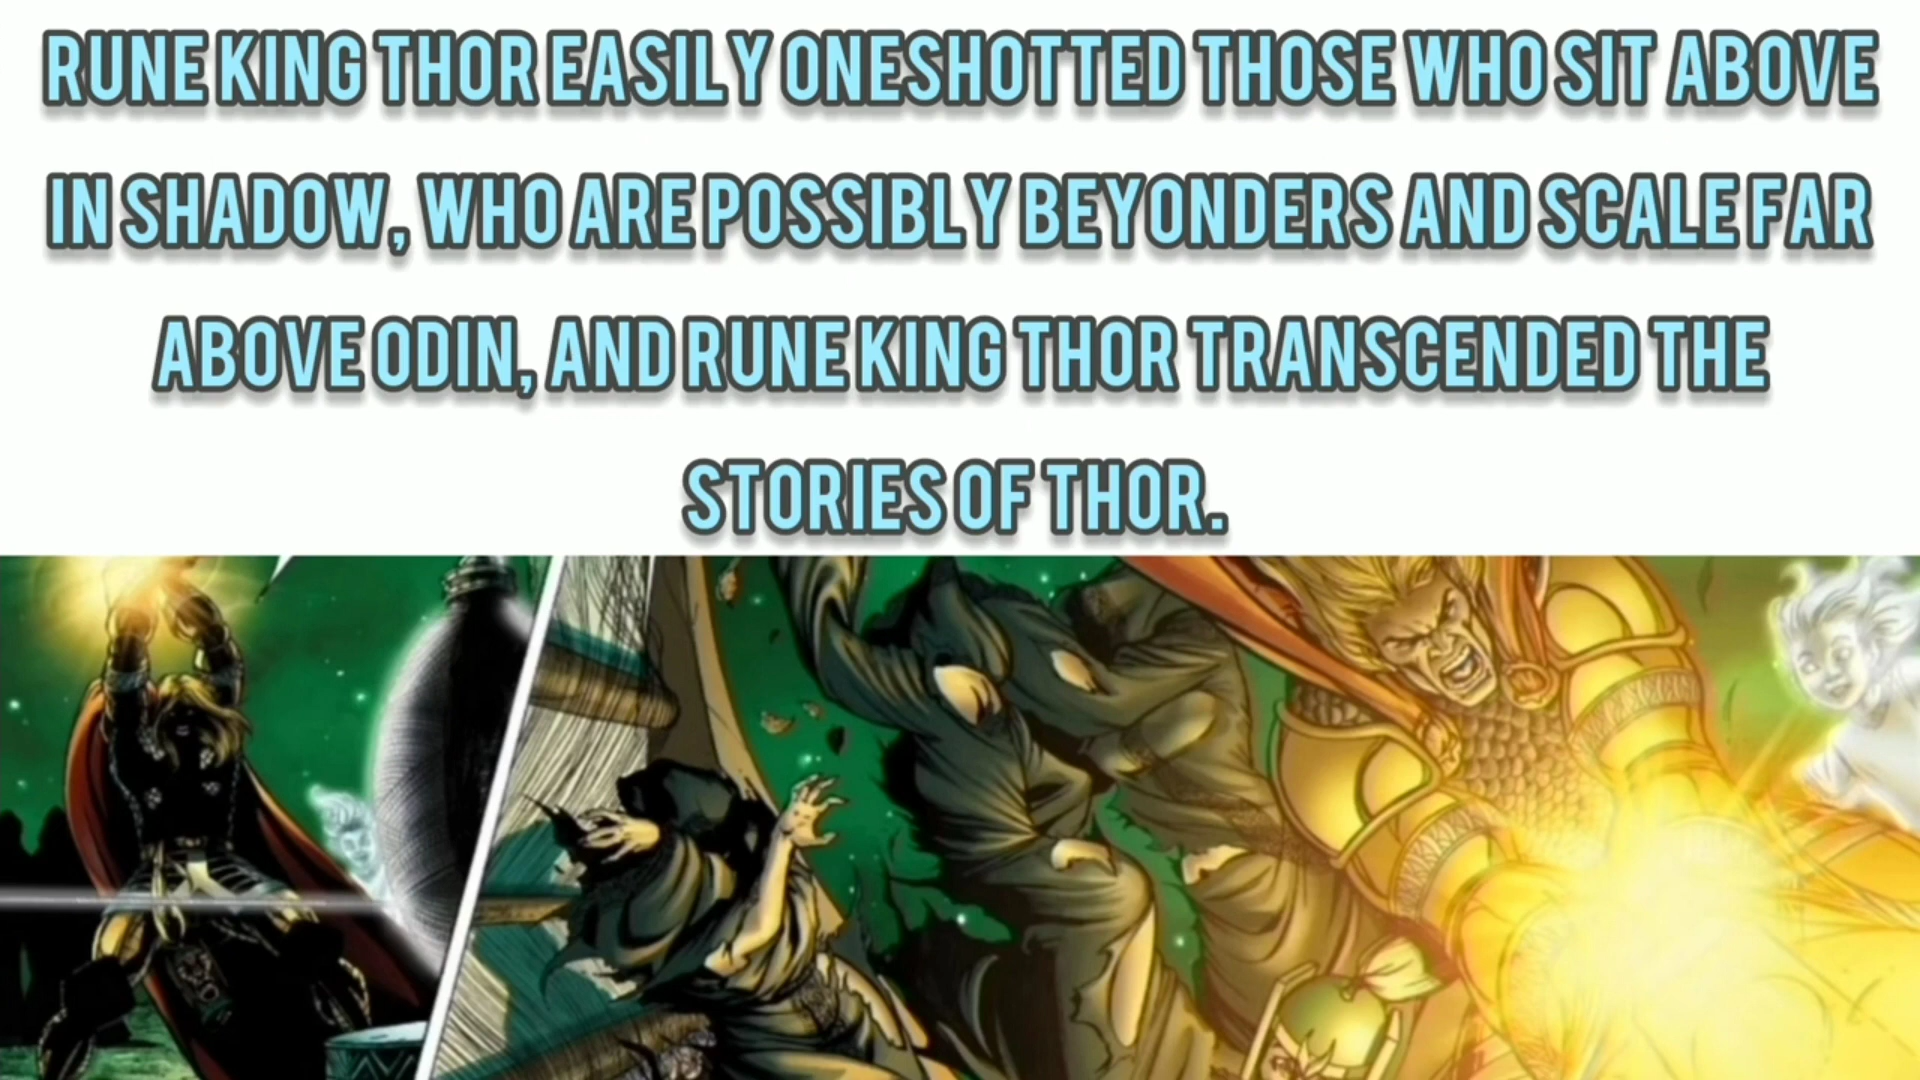 RUNE KING THOR EASILY ONESHOTTED THOSE WHO SIT ABOVE
IN SHADOW, WHO ARE POSSIBLY BEYONDERS AND SCALE FAR
ABOVE ODIN, AND RUNE KING THOR TRANSCENDED THE
STORIES OF THOR.